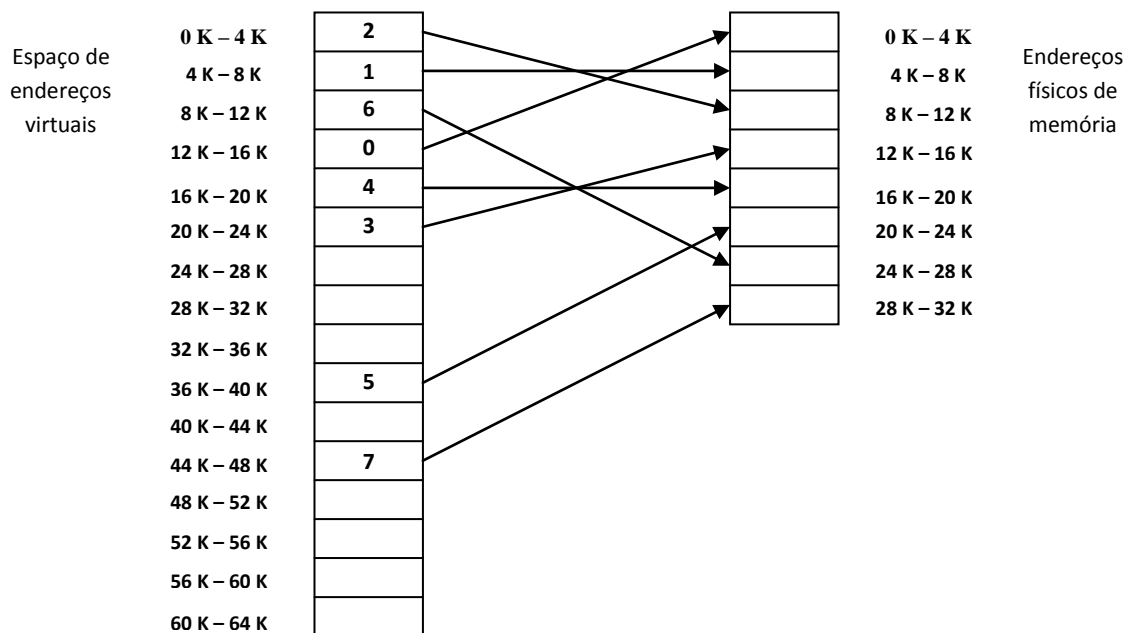 Espaço de
endereços
virtuais
0 K – 4 K
4 K – 8 K
8 K – 12 K
12 K – 16 K
16 K – 20 K
20 K – 24 K
24 K – 28 K
28 K – 32 K
32 K – 36 K
36 K – 40 K
40 K – 44 K
44 K – 48 K
48 K – 52 K
52 K – 56 K
56 K – 60 K
60 K – 64 K
2
1
6
0
4
3
5
7
0 K – 4 K
4 K – 8 K
8 K – 12 K
12 K – 16 K
16 K – 20 K
20 K – 24 K
24 K – 28 K
28 K – 32 K
Endereços
físicos de
memória